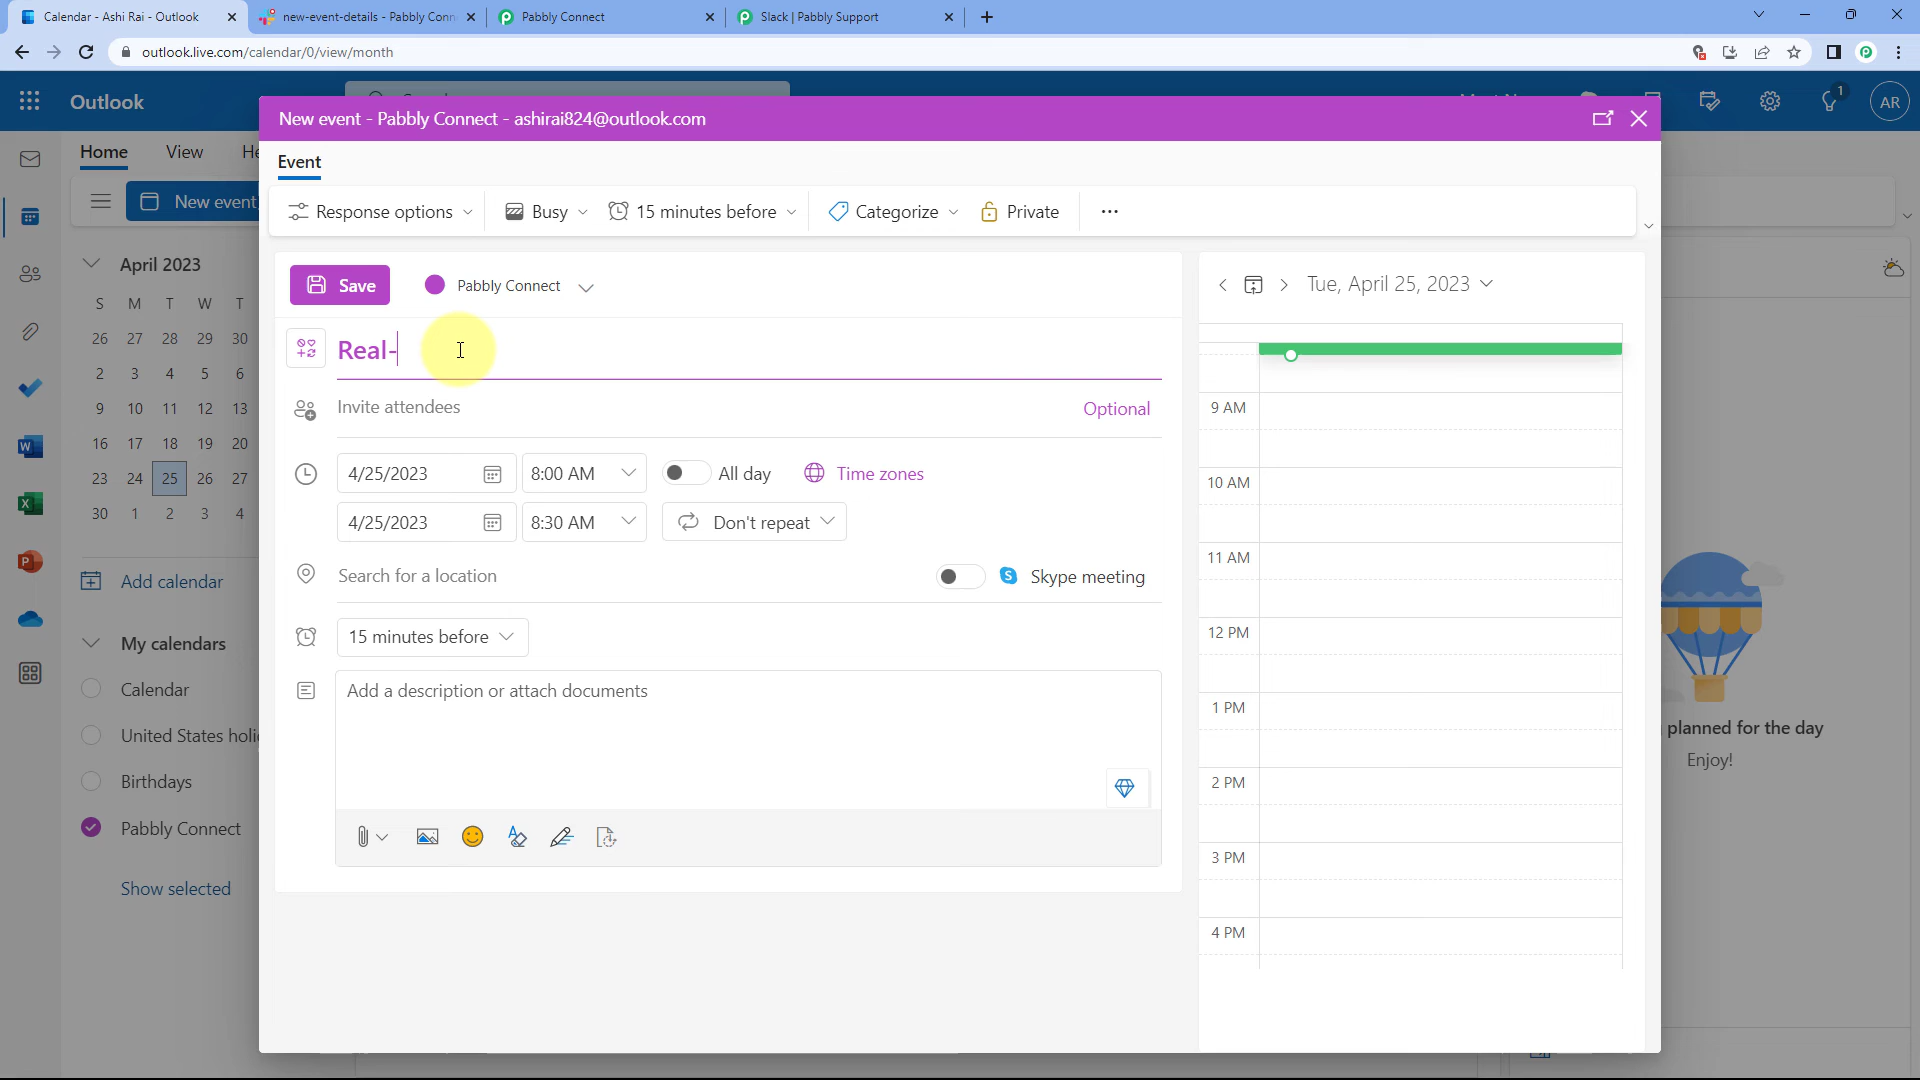 Calendar - Ashi Rai - Outlook
new-event-details - Pabbly Conn
Pabbly Connect
Slack | Pabbly Support
outlook.live.com/calendar/0/view/month
Outlook
1
AR
New event - Pabbly Connect - ashirai824@outlook.com
Home
View
He
Event
New event
Response options
Busy
15 minutes before
Categorize
Private
Save
Pabbly Connect
Tue, April 25, 2023
April 2023
S M T W T
26 27 28 29 30
2 3 4 5 6
9 10 11 12 13
16 17 18 19 20
23 24 25 26 27
30 1 2 3 4
Real-
Invite attendees
Optional
4/25/2023
8:00 AM
All day
Time zones
4/25/2023
8:30 AM
Don't repeat
Search for a location
Skype meeting
15 minutes before
Add a description or attach documents
9 AM
10 AM
11 AM
12 PM
1 PM
2 PM
3 PM
4 PM
Add calendar
My calendars
Calendar
United States holi
Birthdays
Pabbly Connect
Show selected
planned for the day
Enjoy!